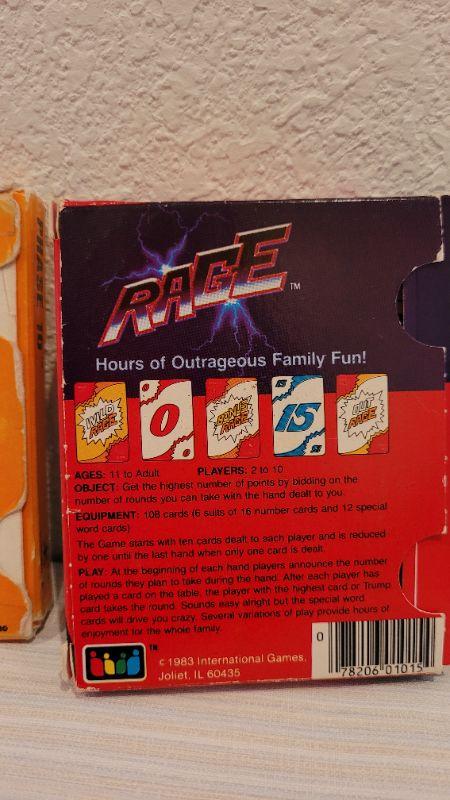 PHASE 10
RAGE™
Hours of Outrageous Family Fun!
WILD RAGE
0
BONUS RAGE
15
OUT RAGE
AGES: 11 to Adult PLAYERS: 2 to 10
OBJECT: Get the highest number of points by bidding on the
number of rounds you can take with the hand dealt to you.
EQUIPMENT: 108 cards (6 suits of 16 number cards and 12 special
word cards)
The Game starts with ten cards dealt to each player and is reduced
by one until the last hand when only one card is dealt.
PLAY: At the beginning of each hand players announce the number
of rounds they plan to take during the hand. After each player has
played a card on the table, the player with the highest card or Trump
card takes the round. Sounds easy alright but the special word
cards will drive you crazy. Several variations of play provide hours of
enjoyment for the whole family.
™
© 1983 International Games,
Joliet, IL 60435
0 78206 01015